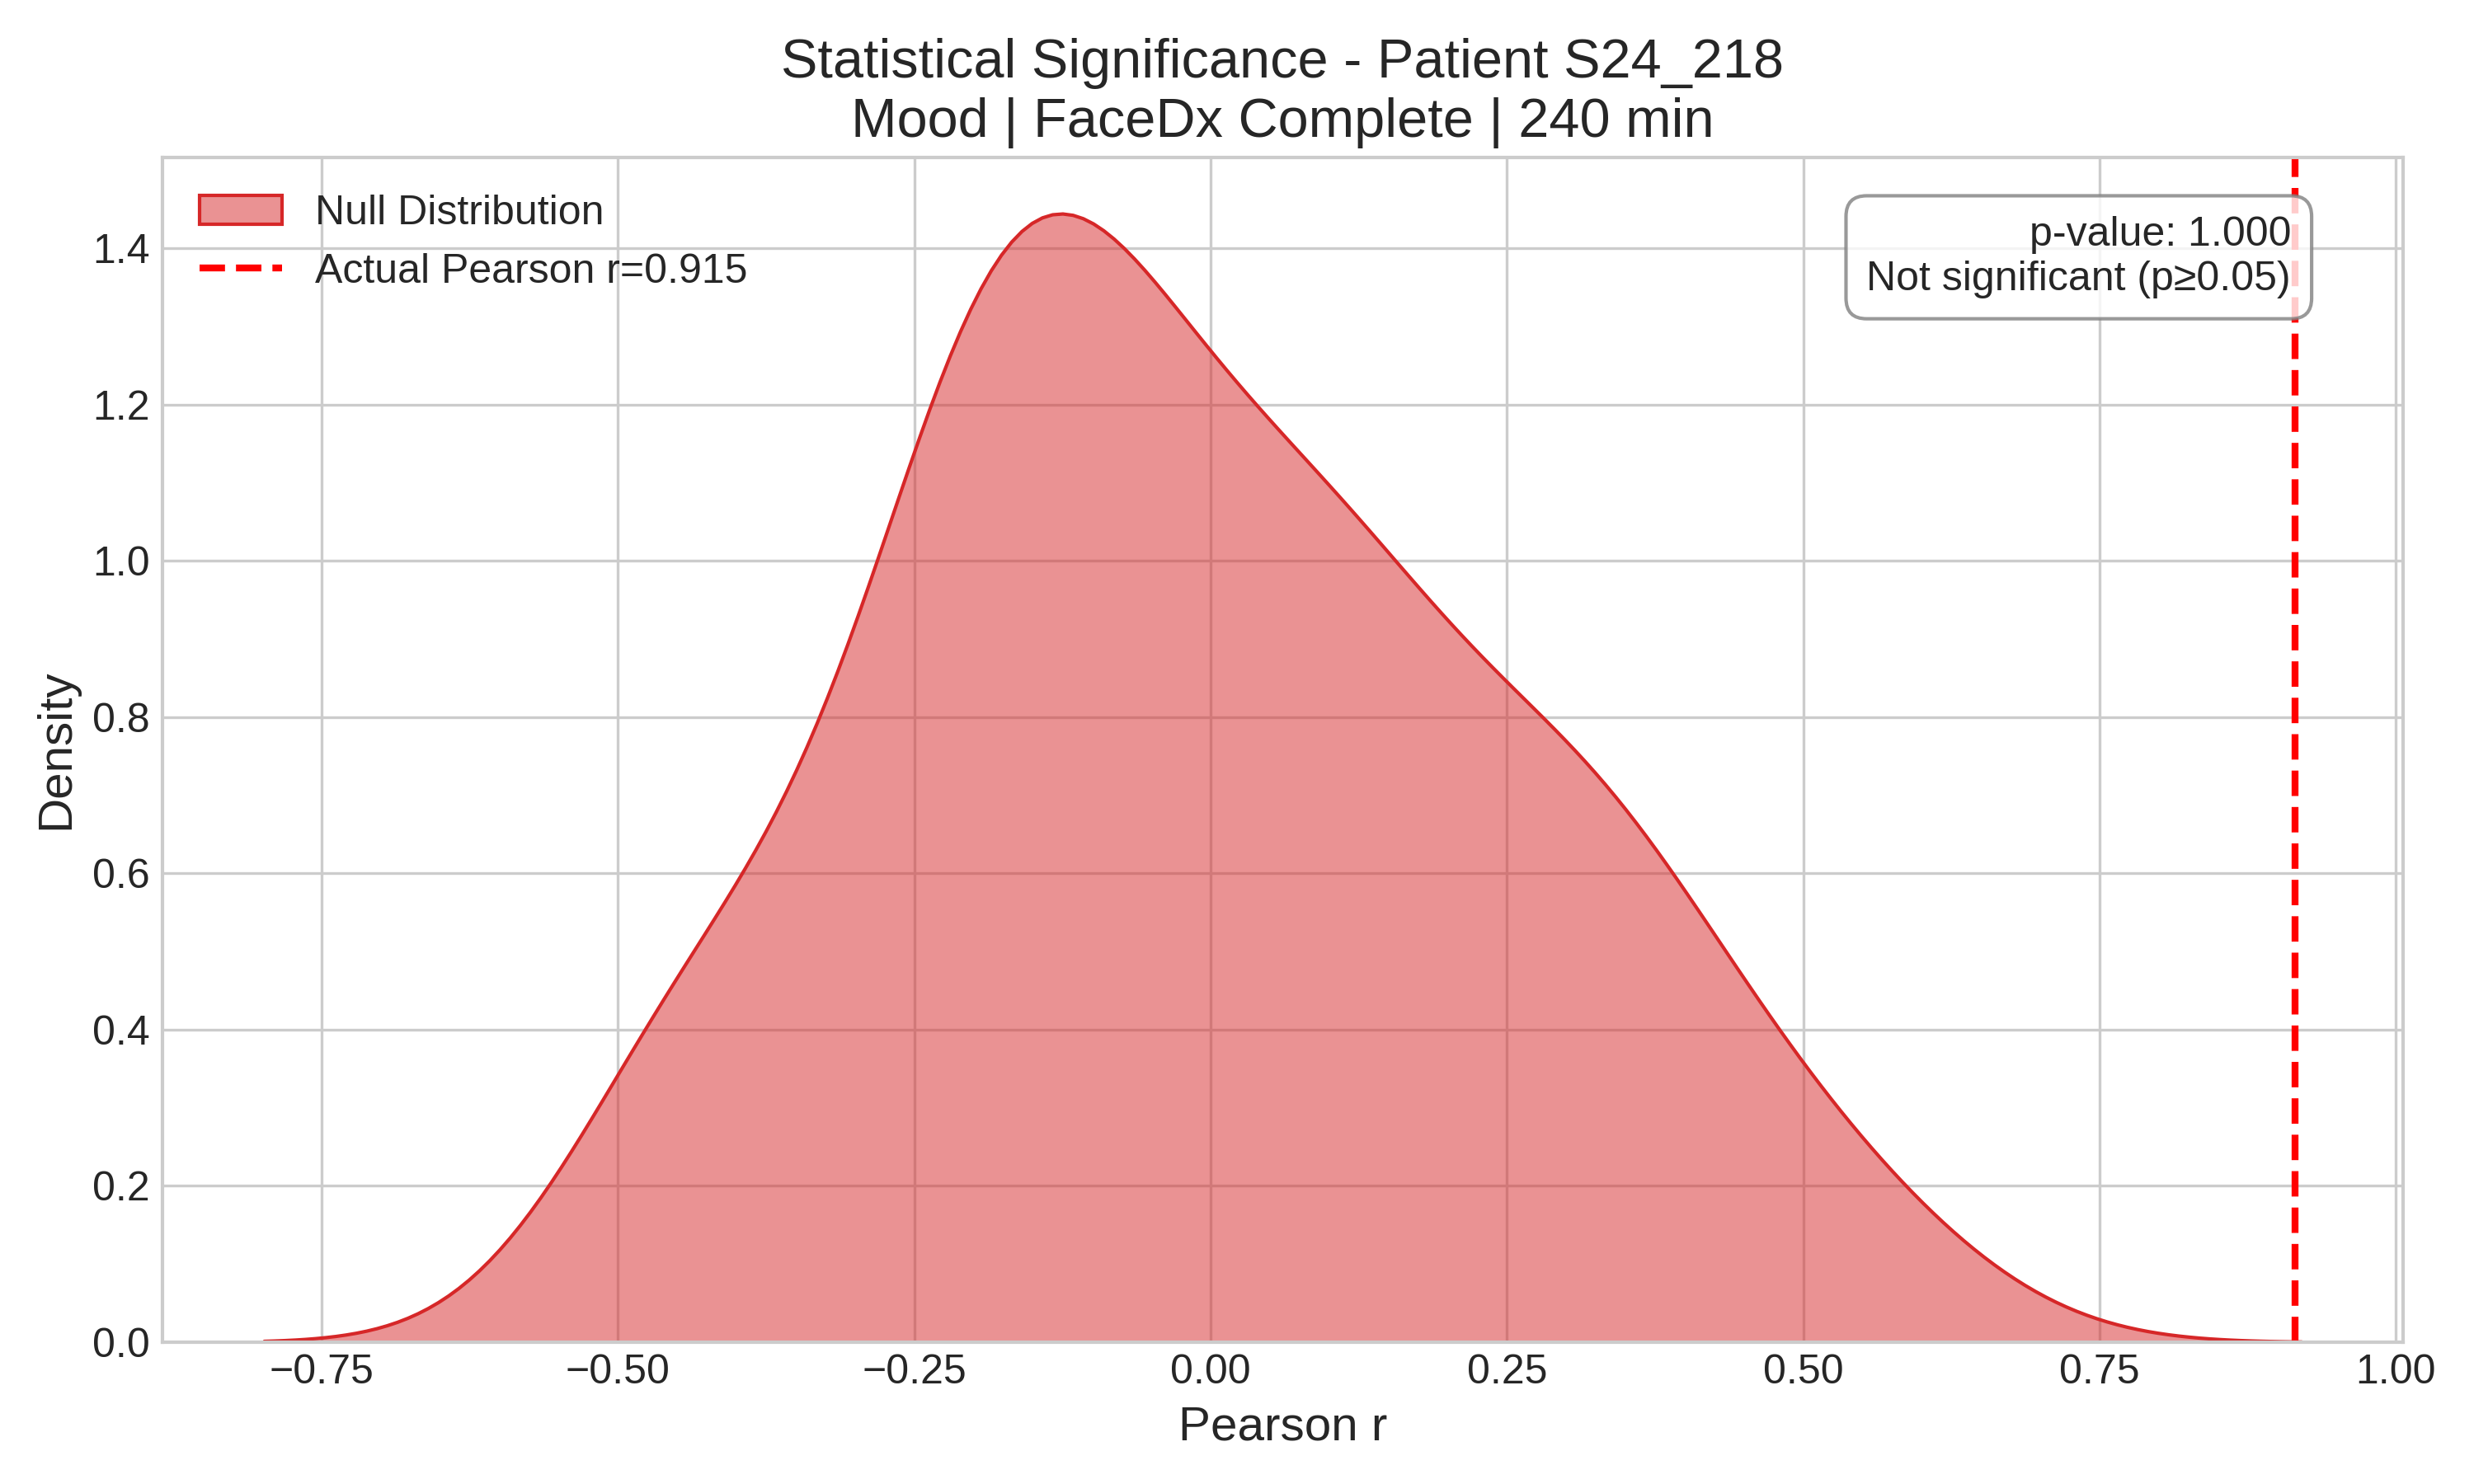 Statistical Significance - Patient S24_218
Mood | FaceDx Complete | 240 min
Null Distribution
Actual Pearson r=0.915
p-value: 1.000
Not significant (p≥0.05)
Density
1.4
1.2
1.0
0.8
0.6
0.4
0.2
0.0
−0.75 −0.50 −0.25 0.00 0.25 0.50 0.75 1.00
Pearson r